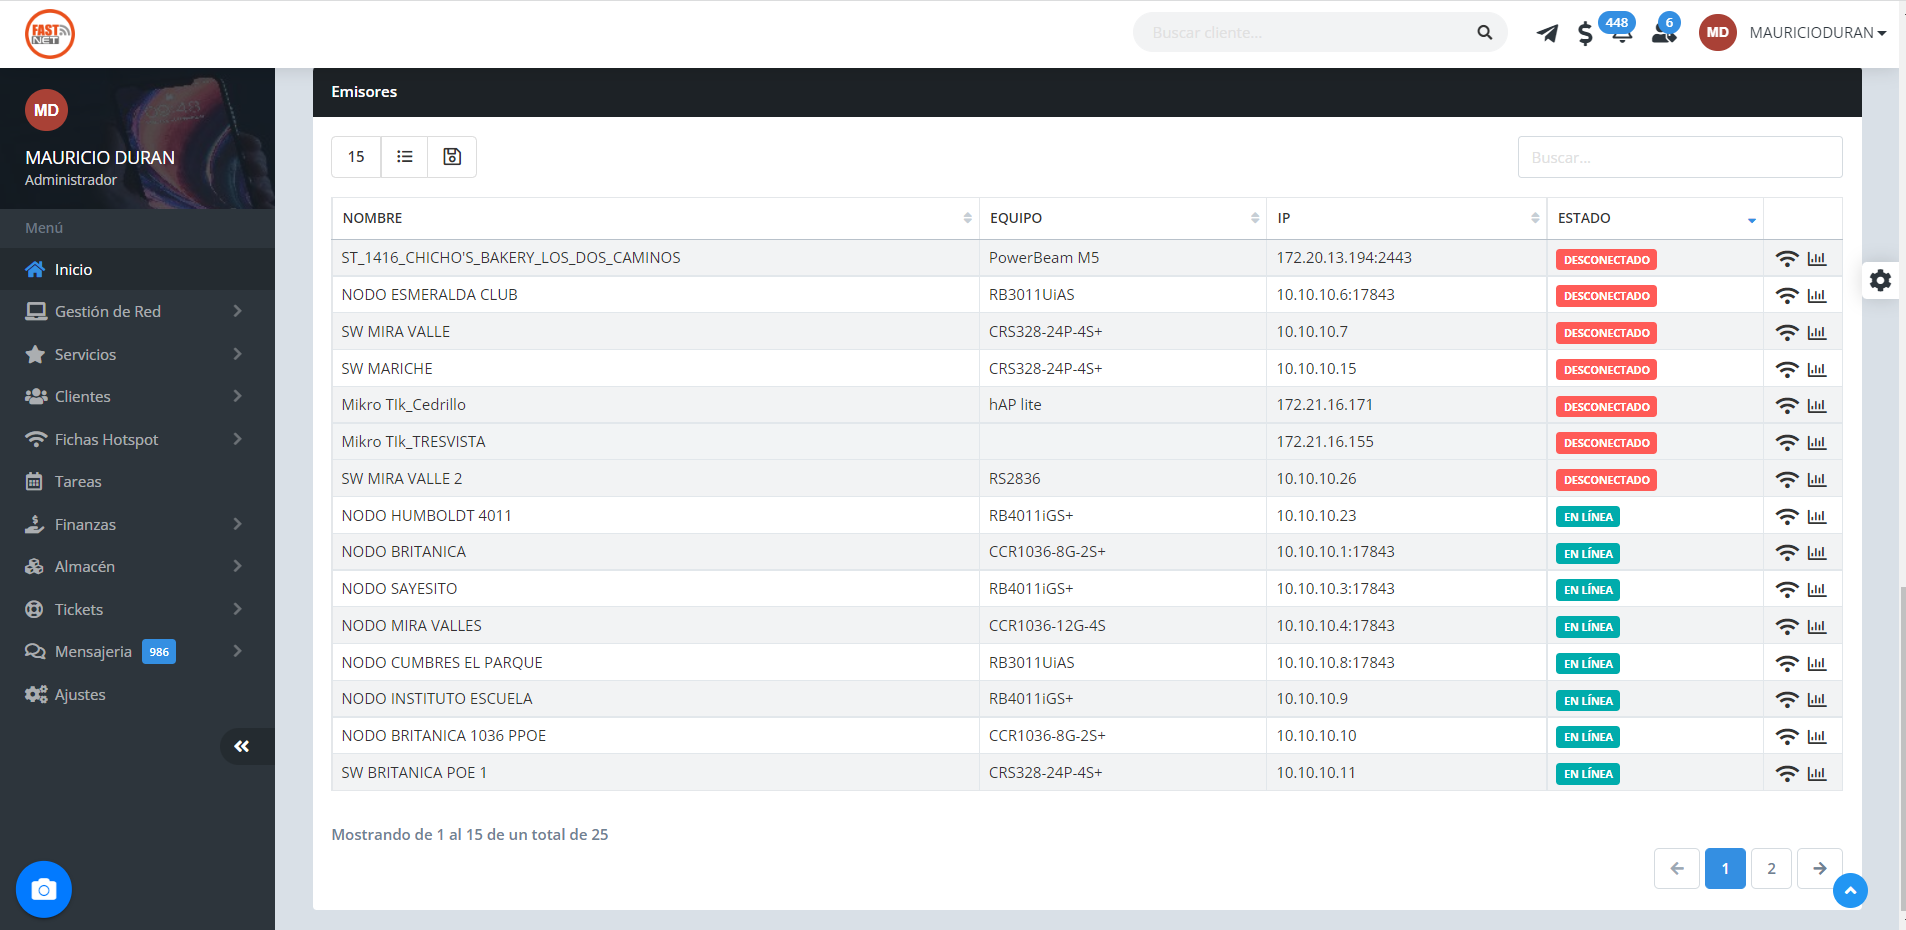 FAST
NET
Buscar cliente...
448
6
MD
MAURICIODURAN
MD
MAURICIO DURAN
Administrador
Menú
Inicio
Gestión de Red
Servicios
Clientes
Fichas Hotspot
Tareas
Finanzas
Almacén
Tickets
Mensajeria 986
Ajustes
Emisores
15
Buscar...
NOMBRE EQUIPO IP ESTADO
ST_1416_CHICHO'S_BAKERY_LOS_DOS_CAMINOS PowerBeam M5 172.20.13.194:2443 DESCONECTADO
NODO ESMERALDA CLUB RB3011UiAS 10.10.10.6:17843 DESCONECTADO
SW MIRA VALLE CRS328-24P-4S+ 10.10.10.7 DESCONECTADO
SW MARICHE CRS328-24P-4S+ 10.10.10.15 DESCONECTADO
Mikro TIk_Cedrillo hAP lite 172.21.16.171 DESCONECTADO
Mikro TIk_TRESVISTA 172.21.16.155 DESCONECTADO
SW MIRA VALLE 2 RS2836 10.10.10.26 DESCONECTADO
NODO HUMBOLDT 4011 RB4011iGS+ 10.10.10.23 EN LÍNEA
NODO BRITANICA CCR1036-8G-2S+ 10.10.10.1:17843 EN LÍNEA
NODO SAYESITO RB4011iGS+ 10.10.10.3:17843 EN LÍNEA
NODO MIRA VALLES CCR1036-12G-4S 10.10.10.4:17843 EN LÍNEA
NODO CUMBRES EL PARQUE RB3011UiAS 10.10.10.8:17843 EN LÍNEA
NODO INSTITUTO ESCUELA RB4011iGS+ 10.10.10.9 EN LÍNEA
NODO BRITANICA 1036 PPOE CCR1036-8G-2S+ 10.10.10.10 EN LÍNEA
SW BRITANICA POE 1 CRS328-24P-4S+ 10.10.10.11 EN LÍNEA
Mostrando de 1 al 15 de un total de 25
1 2